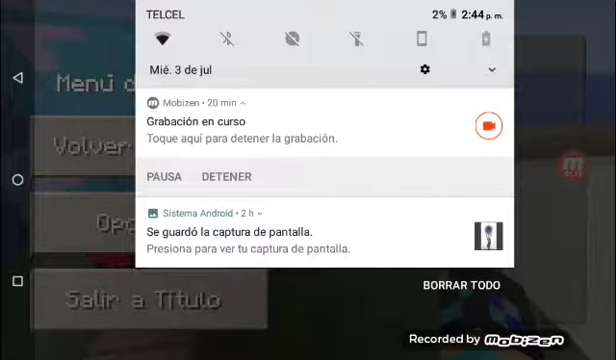 TELCEL
2% 2:44 p. m.
Mié. 3 de jul
Menú d
Mobizen • 20 min
Grabación en curso
Toque aquí para detener la grabación.
Volver
PAUSA DETENER
Sistema Android • 2 h
Se guardó la captura de pantalla.
Presiona para ver tu captura de pantalla.
BORRAR TODO
Salir a Título
Recorded by mobizen